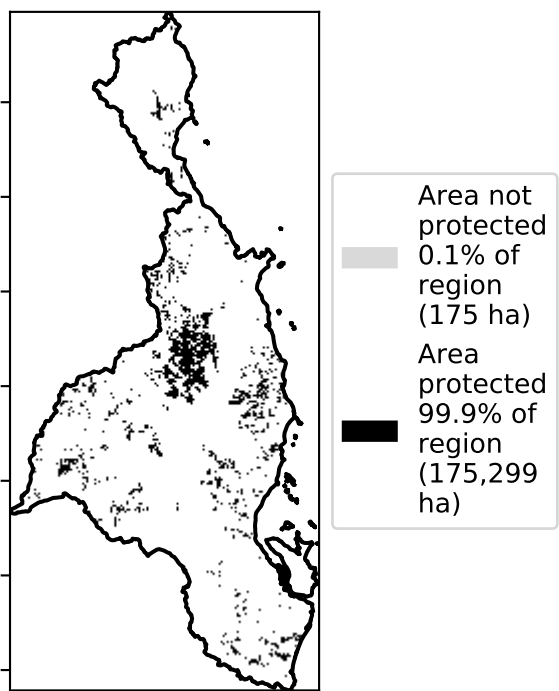 Area not
protected
0.1% of
region
(175 ha)
Area
protected
99.9% of
region
(175,299
ha)